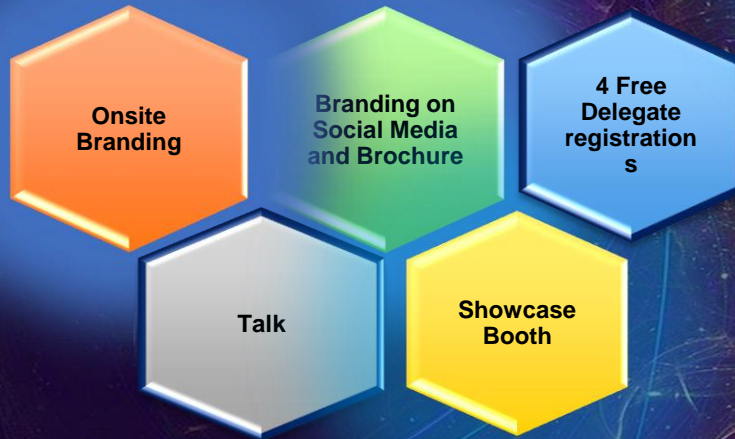 Onsite
Branding
Branding on
Social Media
and Brochure
4 Free
Delegate
registration
s
Talk
Showcase
Booth